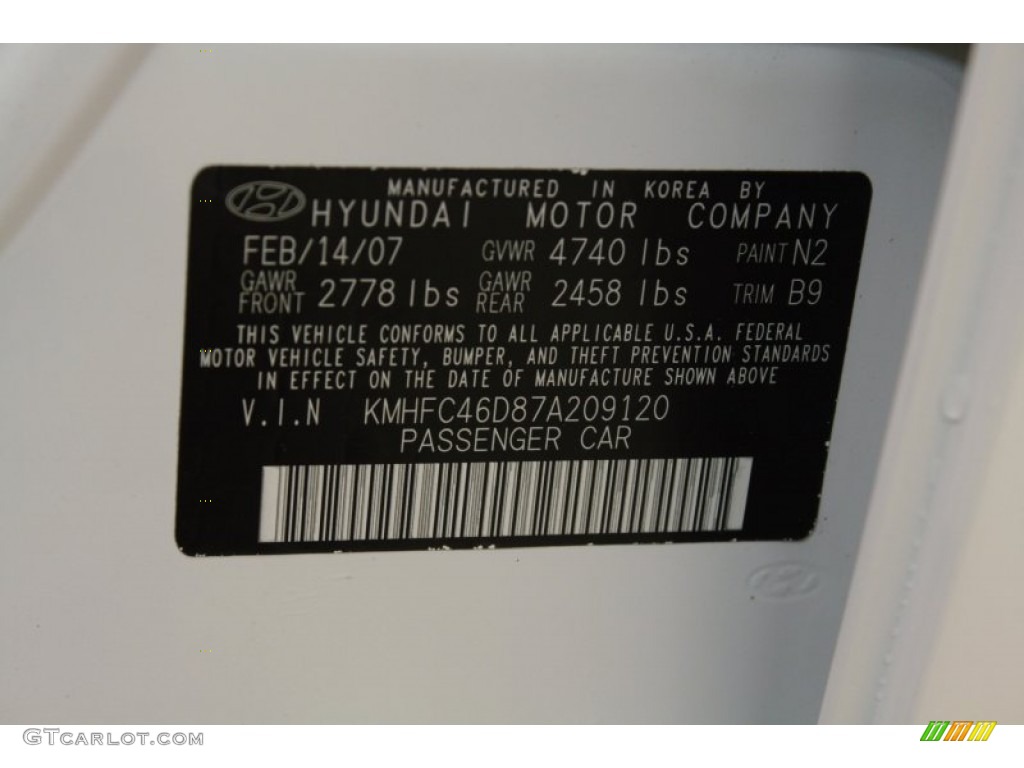 MANUFACTURED IN KOREA BY
HYUNDAI MOTOR COMPANY
FEB/14/07 GVWR 4740 lbs PAINT N2
GAWR FRONT 2778 lbs GAWR REAR 2458 lbs TRIM B9
THIS VEHICLE CONFORMS TO ALL APPLICABLE U.S.A. FEDERAL
MOTOR VEHICLE SAFETY, BUMPER, AND THEFT PREVENTION STANDARDS
IN EFFECT ON THE DATE OF MANUFACTURE SHOWN ABOVE
V.I.N KMHFC46D87A209120
PASSENGER CAR
GTCARLOT.COM